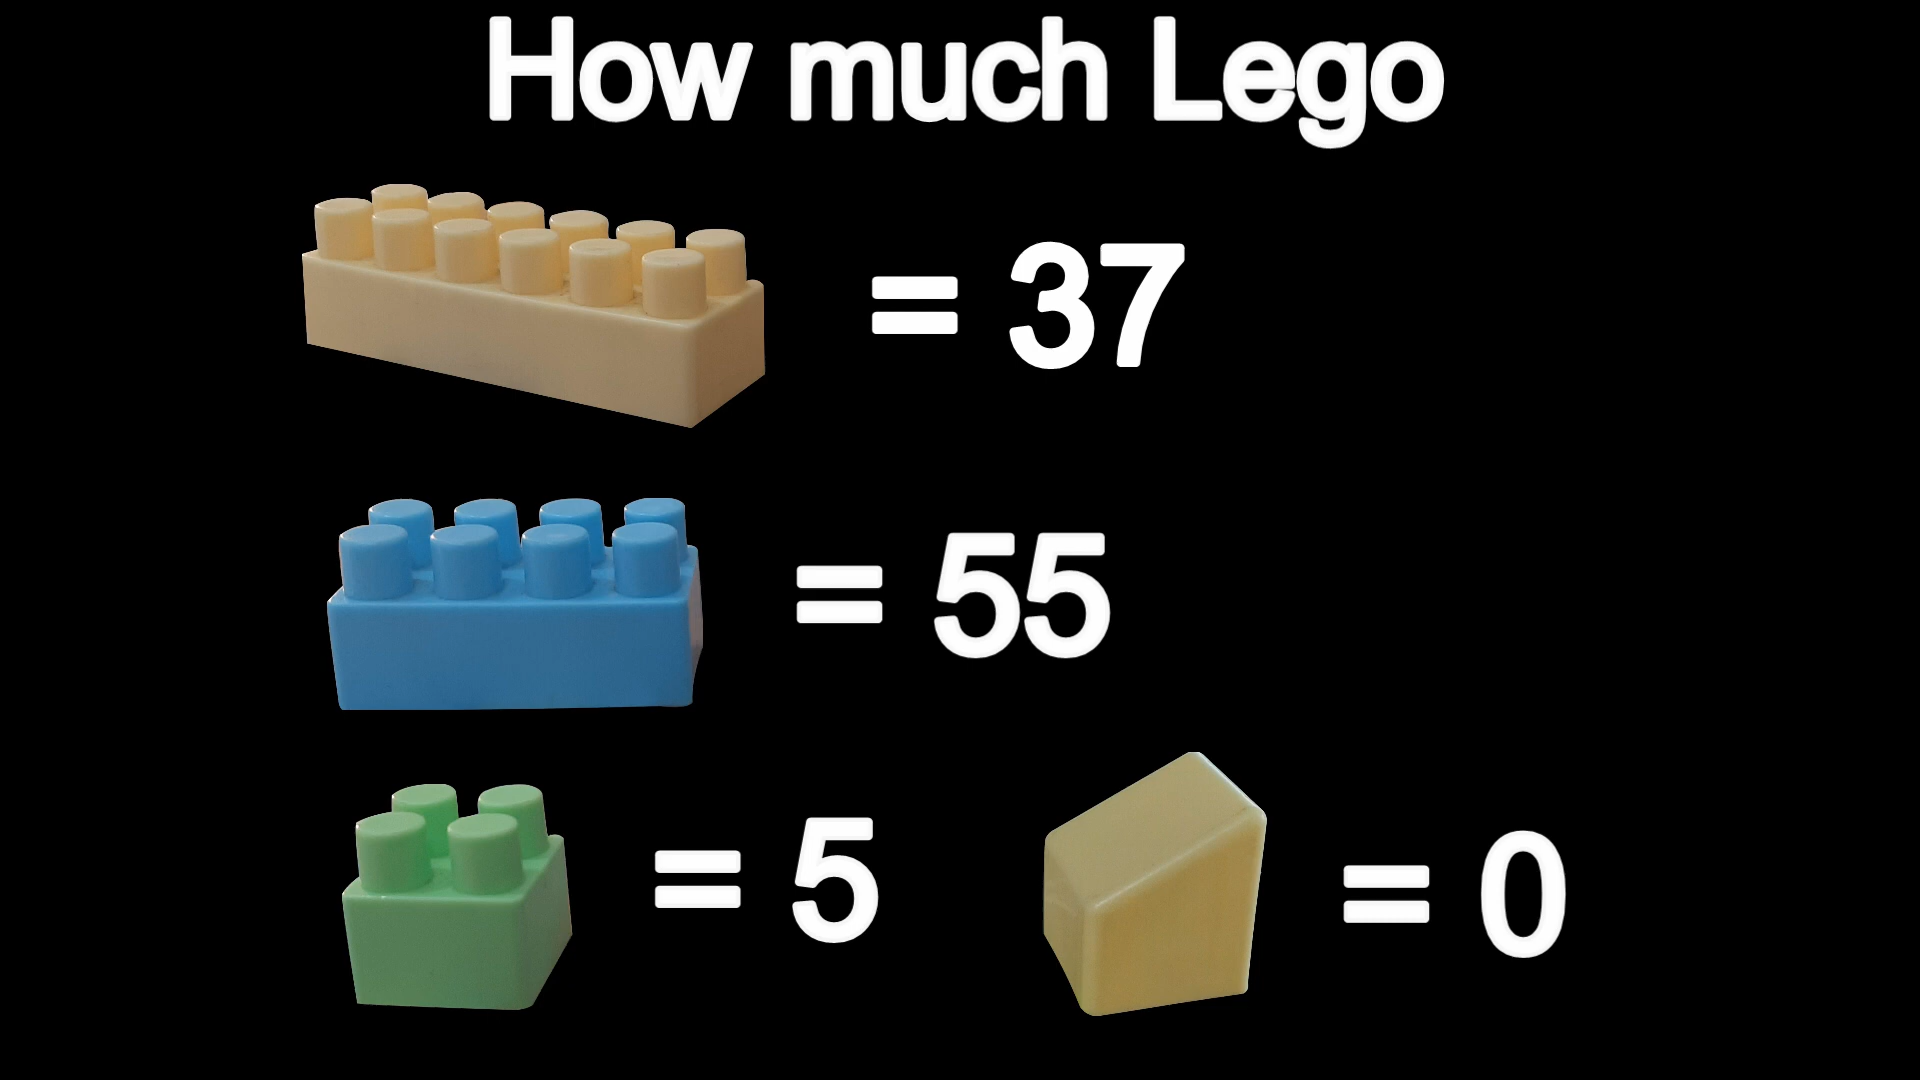 How much Lego
= 37
= 55
= 5
= 0